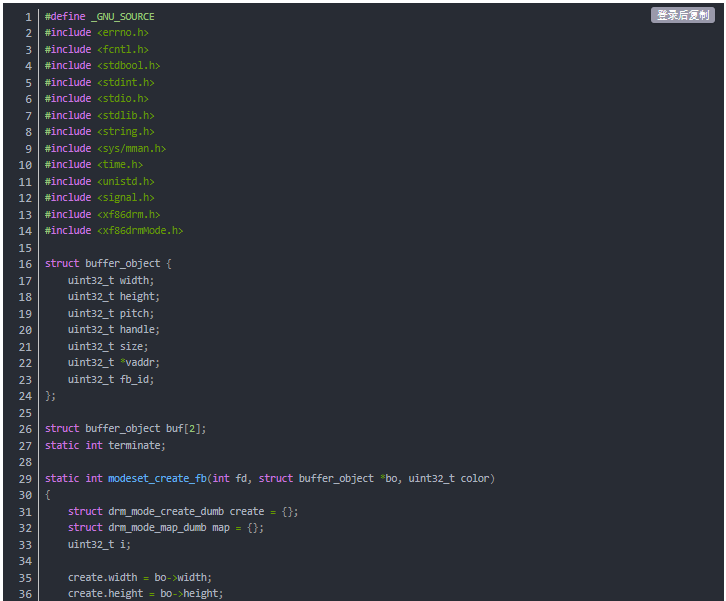 登录后复制
1 #define _GNU_SOURCE
2 #include <errno.h>
3 #include <fcntl.h>
4 #include <stdbool.h>
5 #include <stdint.h>
6 #include <stdio.h>
7 #include <stdlib.h>
8 #include <string.h>
9 #include <sys/mman.h>
10 #include <time.h>
11 #include <unistd.h>
12 #include <signal.h>
13 #include <xf86drm.h>
14 #include <xf86drmMode.h>
15
16 struct buffer_object {
17     uint32_t width;
18     uint32_t height;
19     uint32_t pitch;
20     uint32_t handle;
21     uint32_t size;
22     uint32_t *vaddr;
23     uint32_t fb_id;
24 };
25
26 struct buffer_object buf[2];
27 static int terminate;
28
29 static int modeset_create_fb(int fd, struct buffer_object *bo, uint32_t color)
30 {
31     struct drm_mode_create_dumb create = {};
32     struct drm_mode_map_dumb map = {};
33     uint32_t i;
34
35     create.width = bo->width;
36     create.height = bo->height;